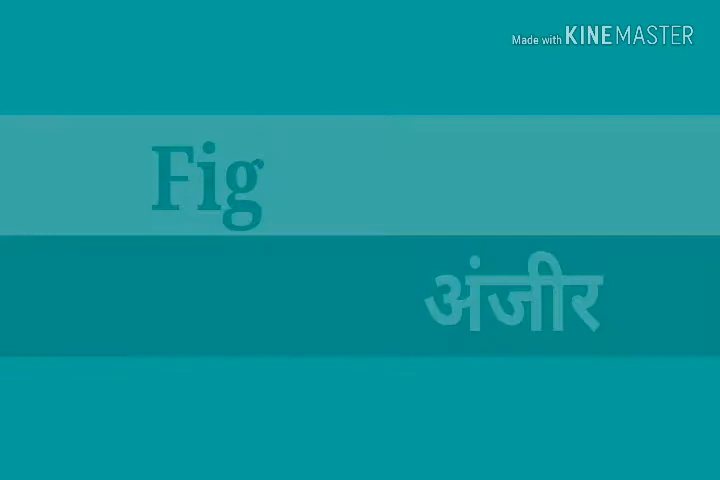 Made with KINEMASTER
Fig
अंजीर